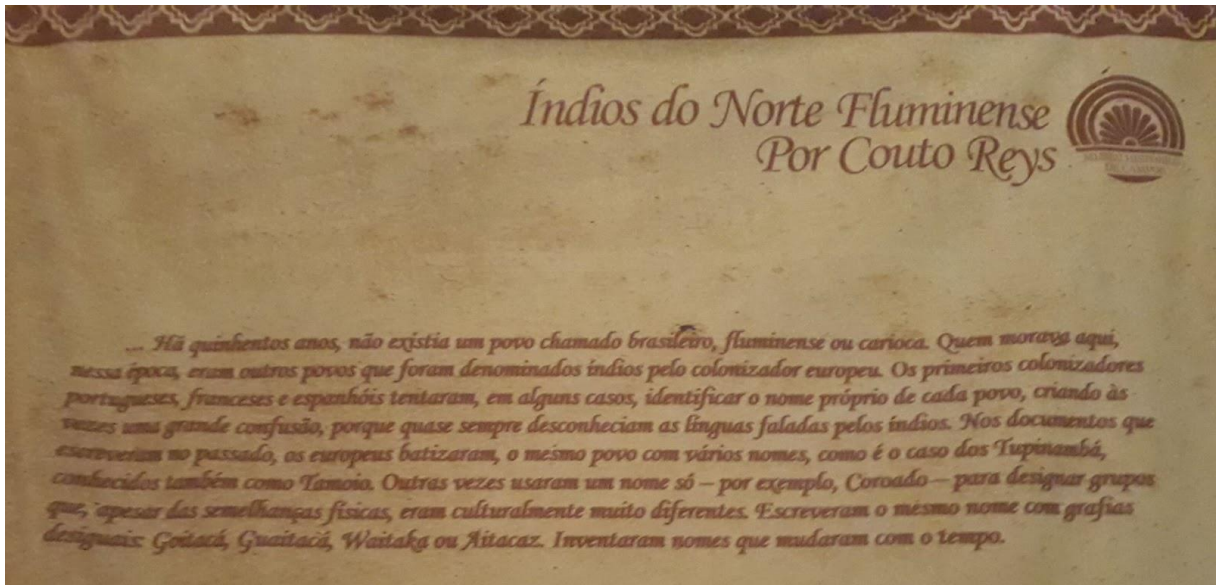 Índios do Norte Fluminense
Por Couto Reys
... Há quinhentos anos, não existia um povo chamado brasileiro, fluminense ou carioca. Quem morava aqui,
nessa época, eram outros povos que foram denominados índios pelo colonizador europeu. Os primeiros colonizadores
portugueses, franceses e espanhóis tentaram, em alguns casos, identificar o nome próprio de cada povo, criando às
vezes uma grande confusão, porque quase sempre desconheciam as línguas faladas pelos índios. Nos documentos que
escreveram no passado, os europeus batizaram, o mesmo povo com vários nomes, como é o caso dos Tupinambá,
conhecidos também como Tamoio. Outras vezes usaram um nome só – por exemplo, Coroado – para designar grupos
que, apesar das semelhanças físicas, eram culturalmente muito diferentes. Escreveram o mesmo nome com grafias
desiguais: Goitacá, Guaitacá, Waitaka ou Aitacaz. Inventaram nomes que mudaram com o tempo.